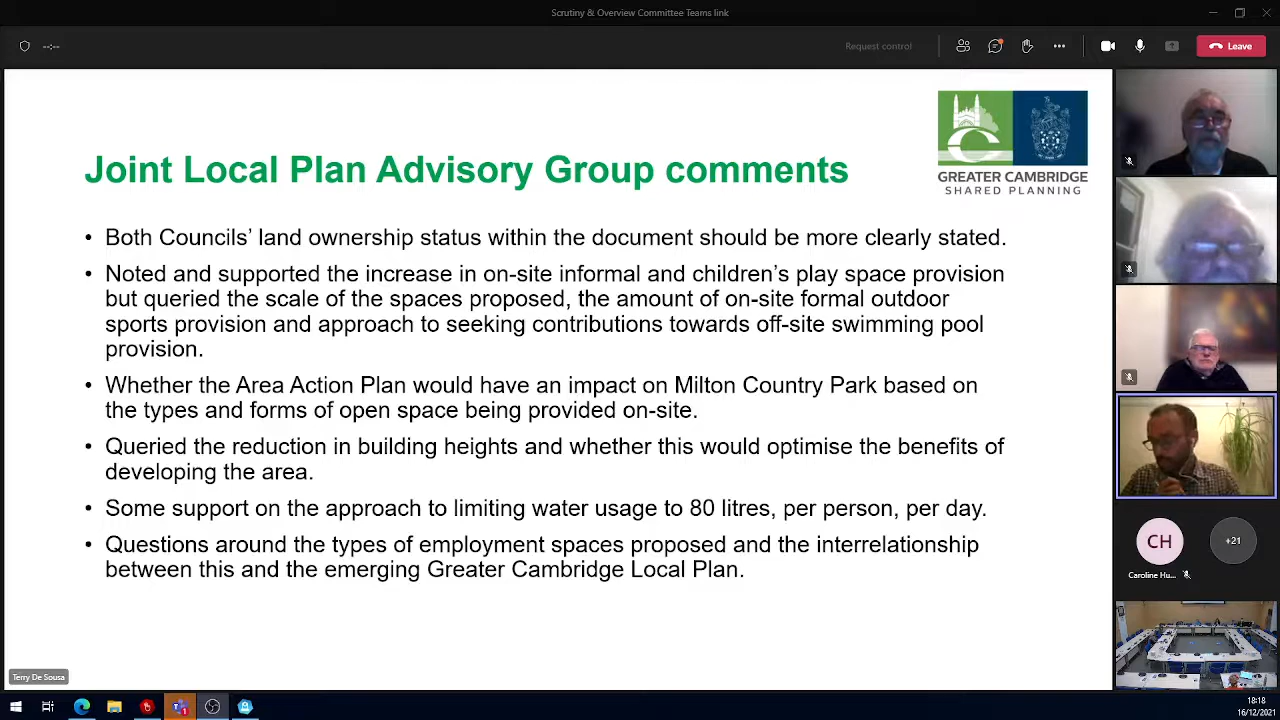 Scrutiny & Overview Committee Teams link
Request control
Leave
GREATER CAMBRIDGE
SHARED PLANNING
Joint Local Plan Advisory Group comments
• Both Councils’ land ownership status within the document should be more clearly stated.
• Noted and supported the increase in on-site informal and children’s play space provision
but queried the scale of the spaces proposed, the amount of on-site formal outdoor
sports provision and approach to seeking contributions towards off-site swimming pool
provision.
• Whether the Area Action Plan would have an impact on Milton Country Park based on
the types and forms of open space being provided on-site.
• Queried the reduction in building heights and whether this would optimise the benefits of
developing the area.
• Some support on the approach to limiting water usage to 80 litres, per person, per day.
• Questions around the types of employment spaces proposed and the interrelationship
between this and the emerging Greater Cambridge Local Plan.
CH
+21
Caroline Hu...
Terry De Sousa
18:18
16/12/2021